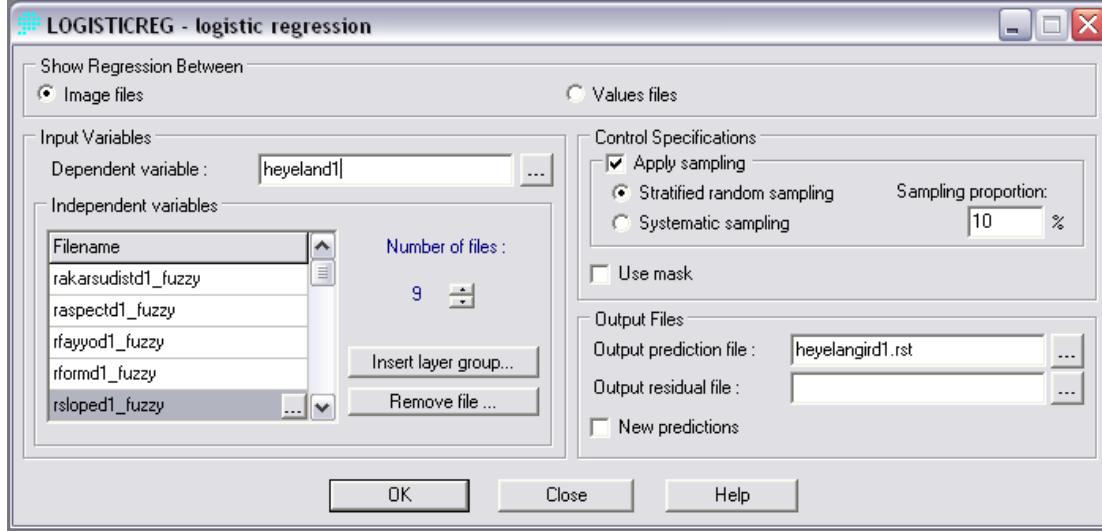 LOGISTICREG - logistic regression
Show Regression Between
Image files
Values files
Input Variables
Dependent variable :
heyeland1
...
Independent variables
Filename
rakarsudistd1_fuzzy
raspectd1_fuzzy
rfayyod1_fuzzy
rformd1_fuzzy
rsloped1_fuzzy
...
Number of files :
9
Insert layer group...
Remove file ...
Control Specifications
Apply sampling
Stratified random sampling
Systematic sampling
Sampling proportion:
10
%
Use mask
Output Files
Output prediction file :
heyelangird1.rst
...
Output residual file :
...
New predictions
OK
Close
Help